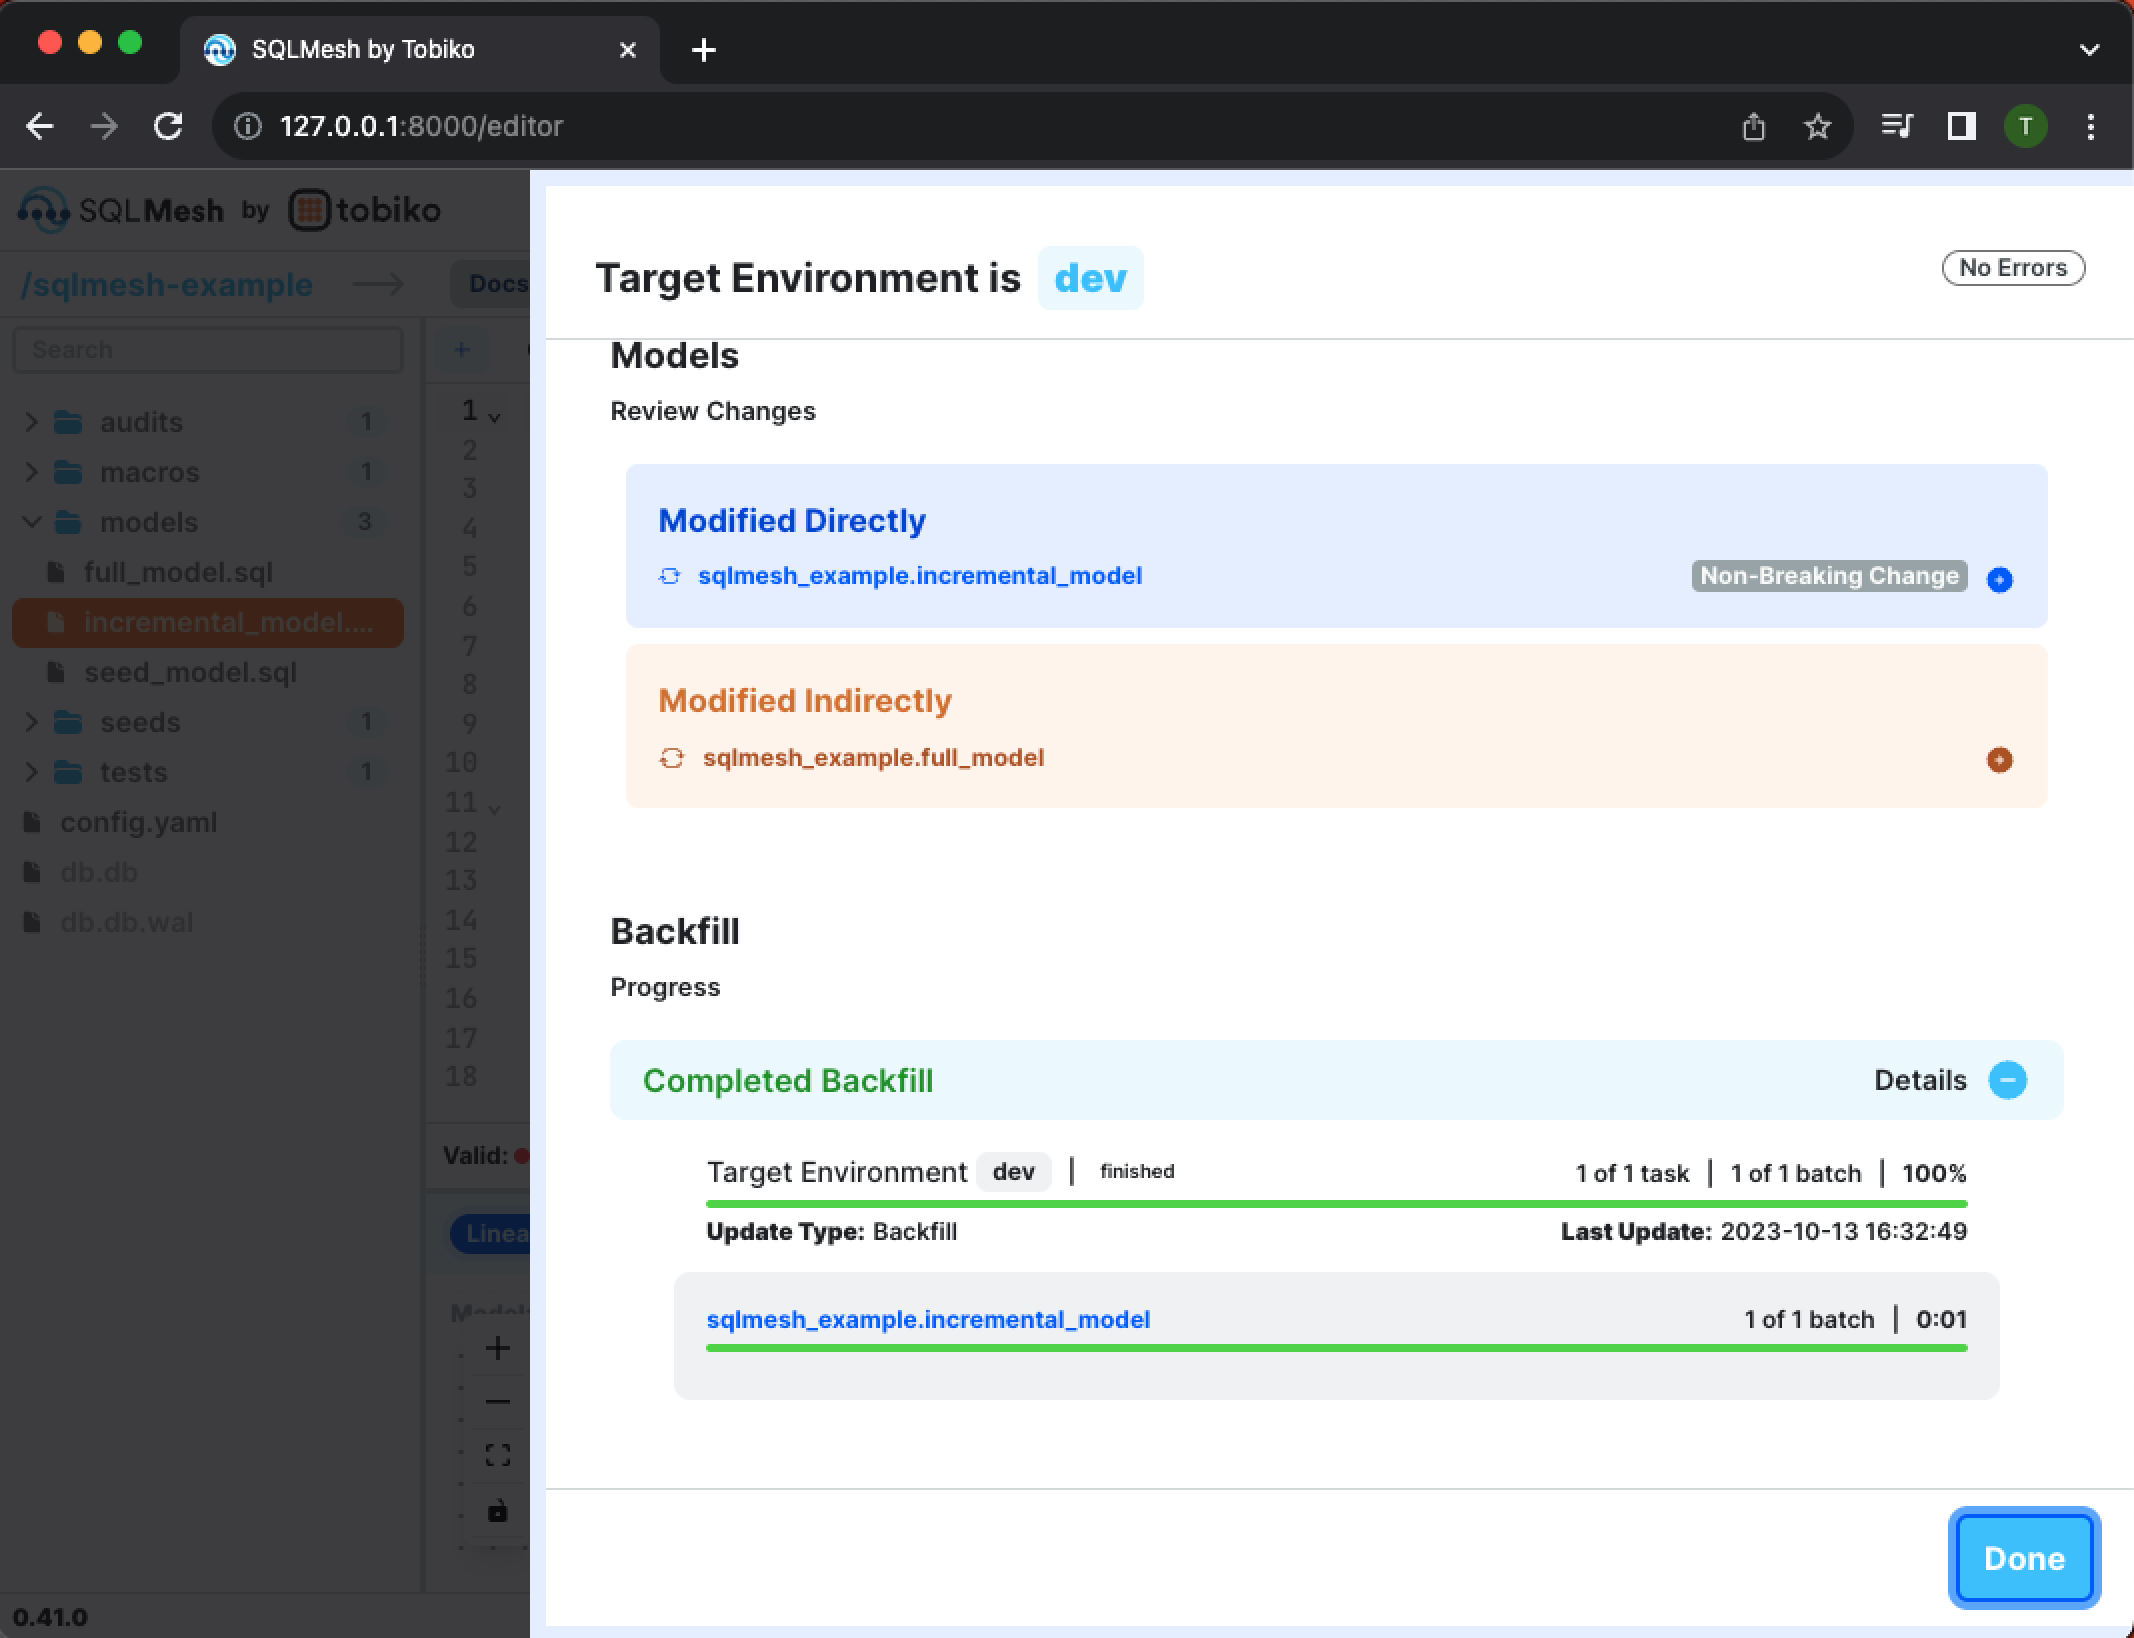 SQLMesh by Tobiko
127.0.0.1:8000/editor
T
SQLMesh by tobiko
/sqlmesh-example
Docs
Search
audits 1
macros 1
models 3
full_model.sql
incremental_model....
seed_model.sql
seeds 1
tests 1
config.yaml
db.db
db.db.wal
0.41.0
1
2
3
4
5
6
7
8
9
10
11
12
13
14
15
16
17
18
Valid:
Linea
Model
Target Environment is dev
No Errors
Models
Review Changes
Modified Directly
sqlmesh_example.incremental_model
Non-Breaking Change
Modified Indirectly
sqlmesh_example.full_model
Backfill
Progress
Completed Backfill
Details
Target Environment dev | finished
1 of 1 task | 1 of 1 batch | 100%
Update Type: Backfill
Last Update: 2023-10-13 16:32:49
sqlmesh_example.incremental_model
1 of 1 batch | 0:01
Done